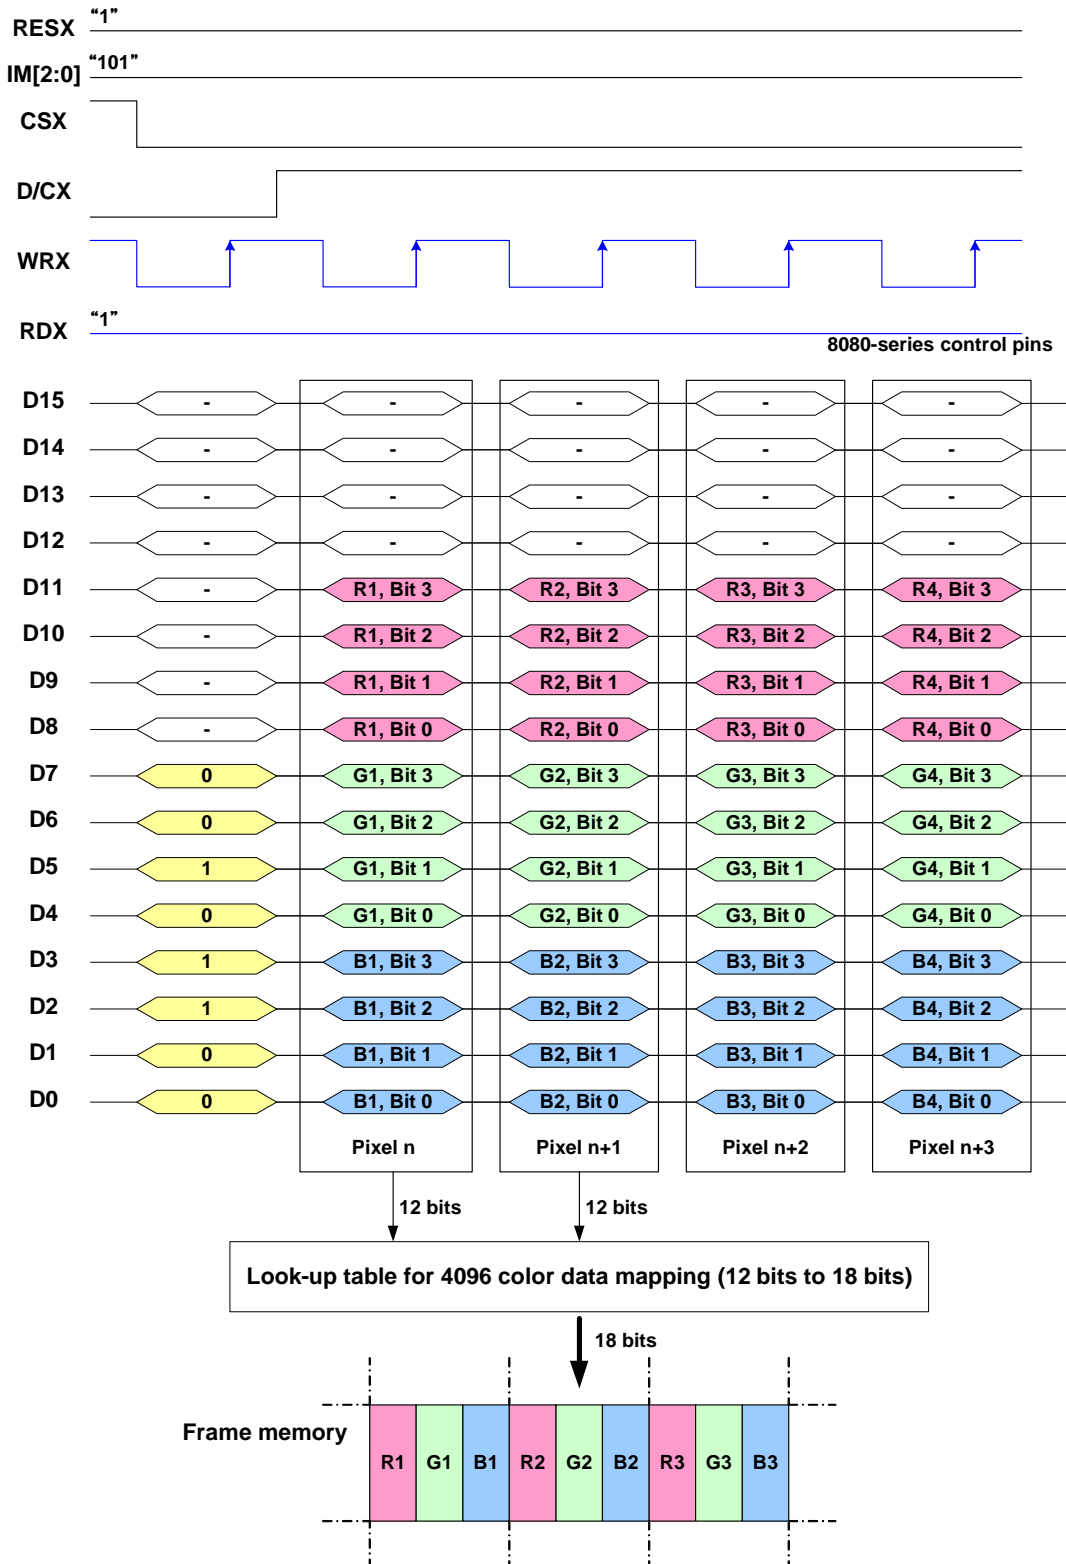 RESX “1”
IM[2:0] “101”
CSX
D/CX
WRX
RDX “1”
8080-series control pins
D15 - - - - -
D14 - - - - -
D13 - - - - -
D12 - - - - -
D11 - R1, Bit 3 R2, Bit 3 R3, Bit 3 R4, Bit 3
D10 - R1, Bit 2 R2, Bit 2 R3, Bit 2 R4, Bit 2
D9 - R1, Bit 1 R2, Bit 1 R3, Bit 1 R4, Bit 1
D8 - R1, Bit 0 R2, Bit 0 R3, Bit 0 R4, Bit 0
D7 0 G1, Bit 3 G2, Bit 3 G3, Bit 3 G4, Bit 3
D6 0 G1, Bit 2 G2, Bit 2 G3, Bit 2 G4, Bit 2
D5 1 G1, Bit 1 G2, Bit 1 G3, Bit 1 G4, Bit 1
D4 0 G1, Bit 0 G2, Bit 0 G3, Bit 0 G4, Bit 0
D3 1 B1, Bit 3 B2, Bit 3 B3, Bit 3 B4, Bit 3
D2 1 B1, Bit 2 B2, Bit 2 B3, Bit 2 B4, Bit 2
D1 0 B1, Bit 1 B2, Bit 1 B3, Bit 1 B4, Bit 1
D0 0 B1, Bit 0 B2, Bit 0 B3, Bit 0 B4, Bit 0
Pixel n Pixel n+1 Pixel n+2 Pixel n+3
12 bits 12 bits
Look-up table for 4096 color data mapping (12 bits to 18 bits)
18 bits
Frame memory
R1 G1 B1 R2 G2 B2 R3 G3 B3